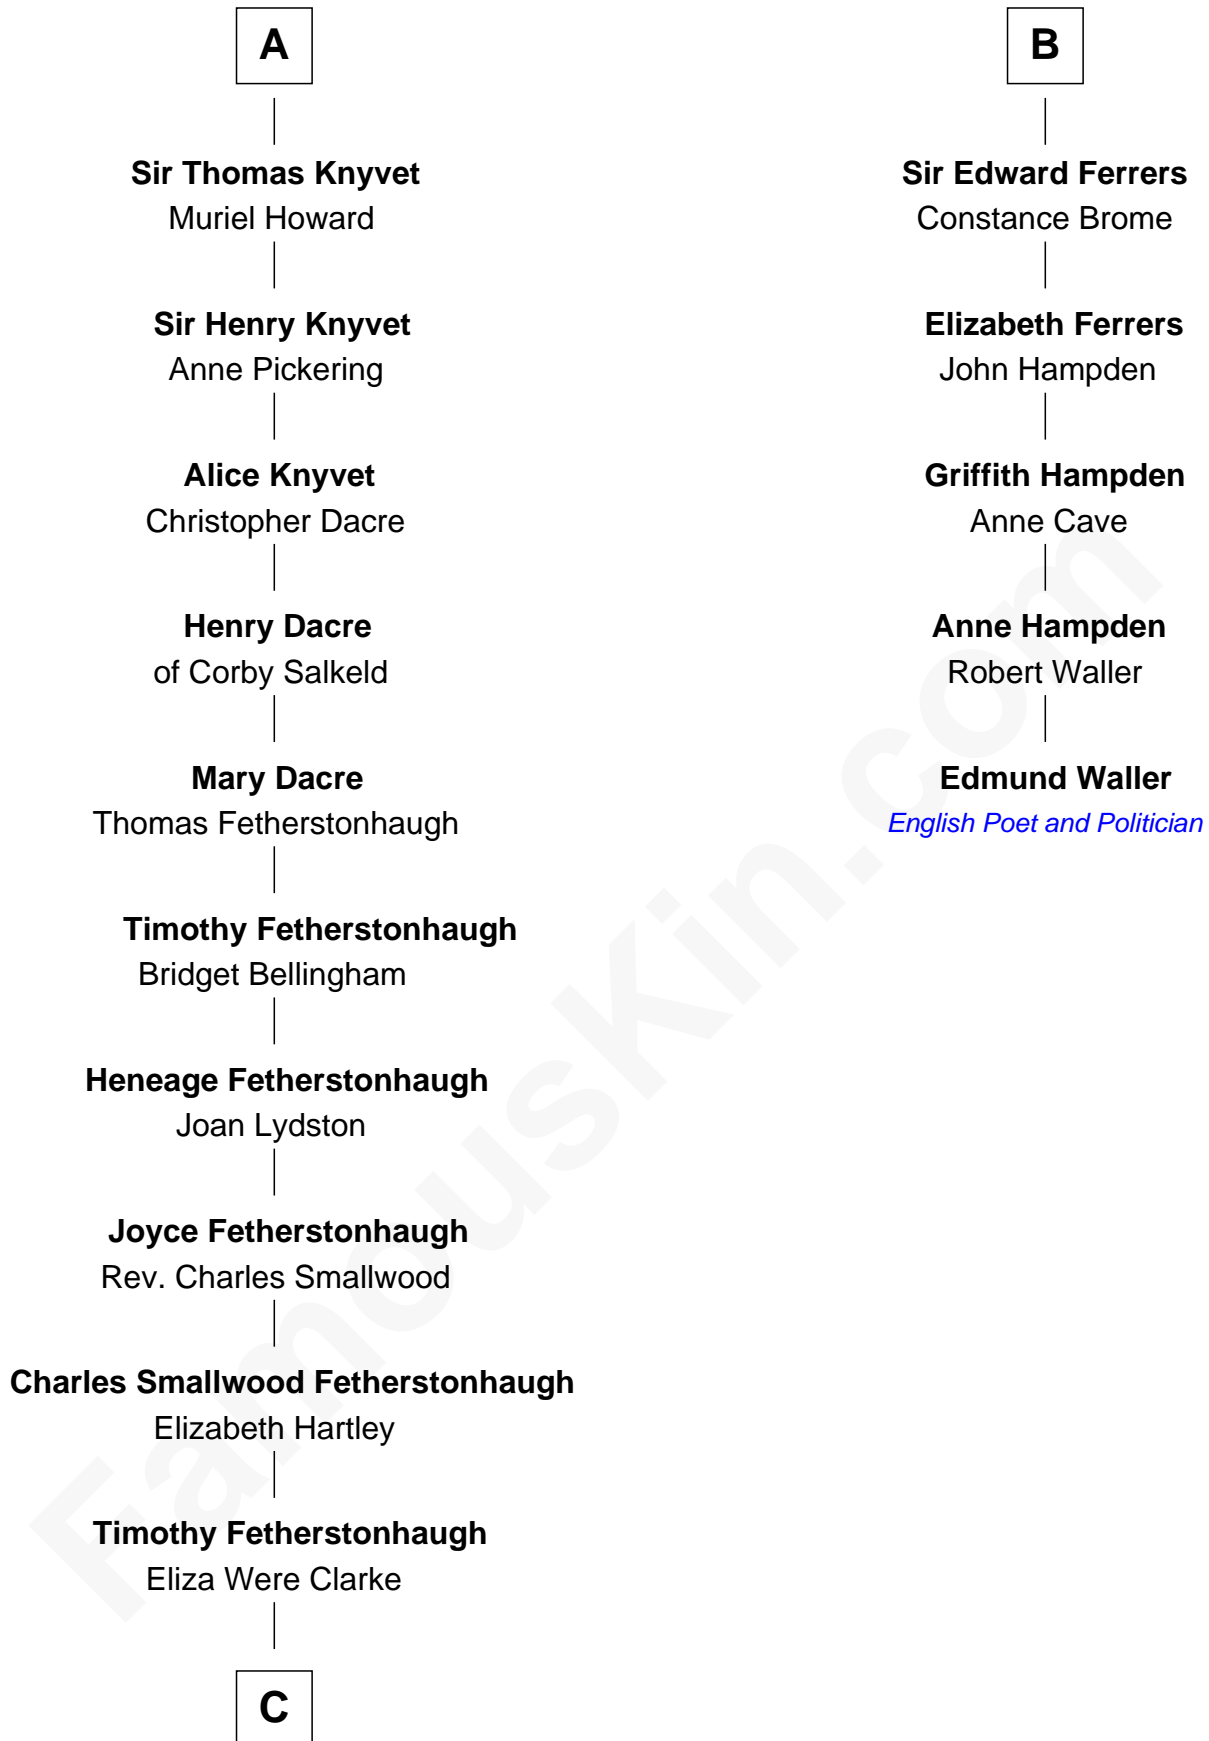 A
Sir Thomas Knyvet
Muriel Howard
Sir Henry Knyvet
Anne Pickering
Alice Knyvet
Christopher Dacre
Henry Dacre
of Corby Salkeld
Mary Dacre
Thomas Fetherstonhaugh
Timothy Fetherstonhaugh
Bridget Bellingham
Heneage Fetherstonhaugh
Joan Lydston
Joyce Fetherstonhaugh
Rev. Charles Smallwood
Charles Smallwood Fetherstonhaugh
Elizabeth Hartley
Timothy Fetherstonhaugh
Eliza Were Clarke
C
B
Sir Edward Ferrers
Constance Brome
Elizabeth Ferrers
John Hampden
Griffith Hampden
Anne Cave
Anne Hampden
Robert Waller
Edmund Waller
English Poet and Politician
FamousKin.com